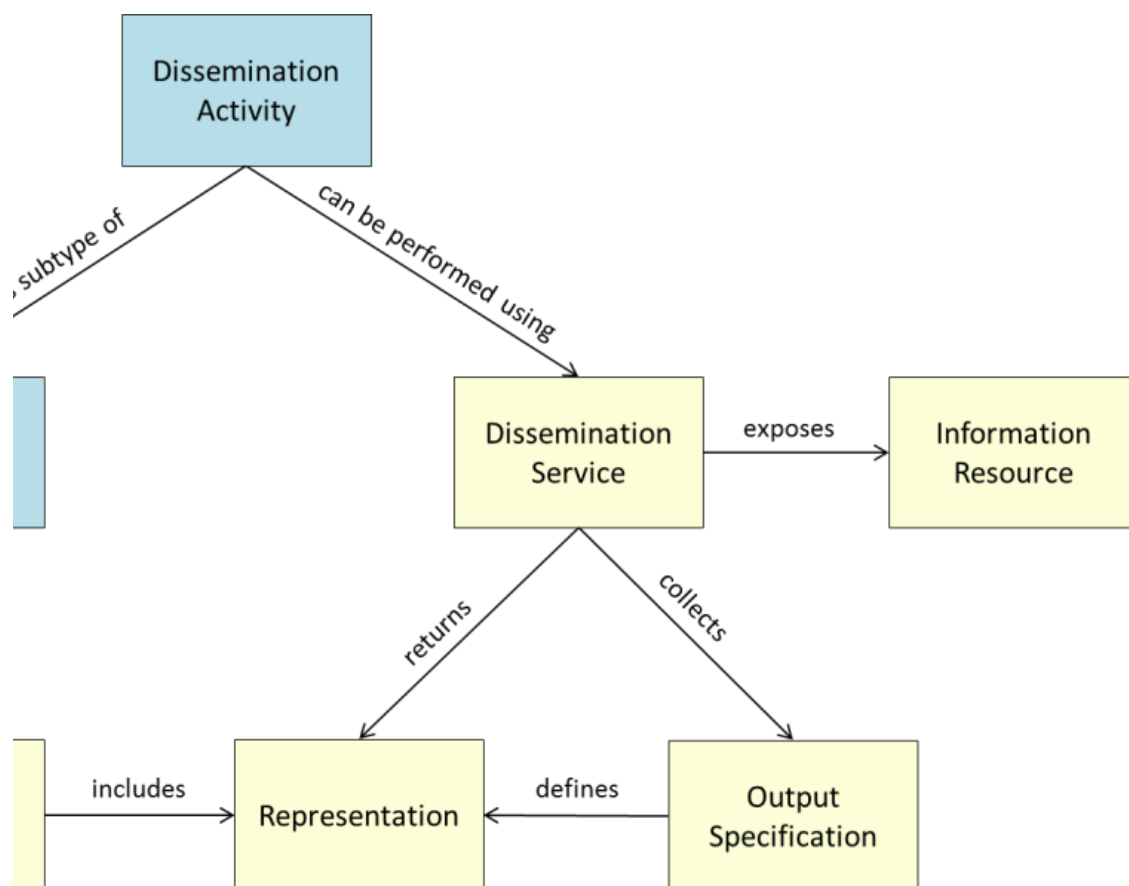 Dissemination
Activity
subtype of
can be performed using
Dissemination
Service
exposes
Information
Resource
returns
collects
includes
Representation
defines
Output
Specification